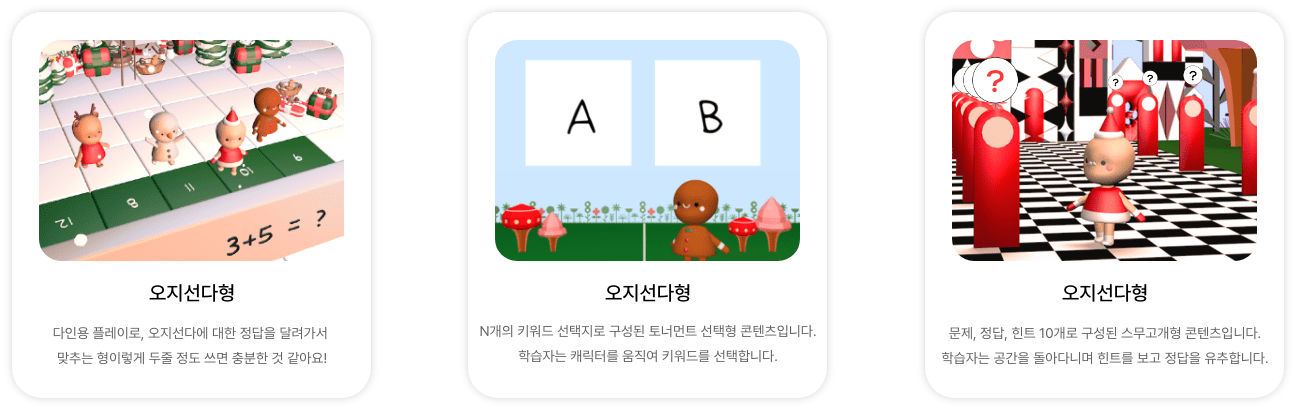 12
8
11
10
9
3+5 = ?
오지선다형
다인용 플레이로, 오지선다에 대한 정답을 달려가서
맞추는 형이렇게 두줄 정도 쓰면 충분한 것 같아요!
A
B
오지선다형
N개의 키워드 선택지로 구성된 토너먼트 선택형 콘텐츠입니다.
학습자는 캐릭터를 움직여 키워드를 선택합니다.
?
?
?
?
오지선다형
문제, 정답, 힌트 10개로 구성된 스무고개형 콘텐츠입니다.
학습자는 공간을 돌아다니며 힌트를 보고 정답을 유추합니다.